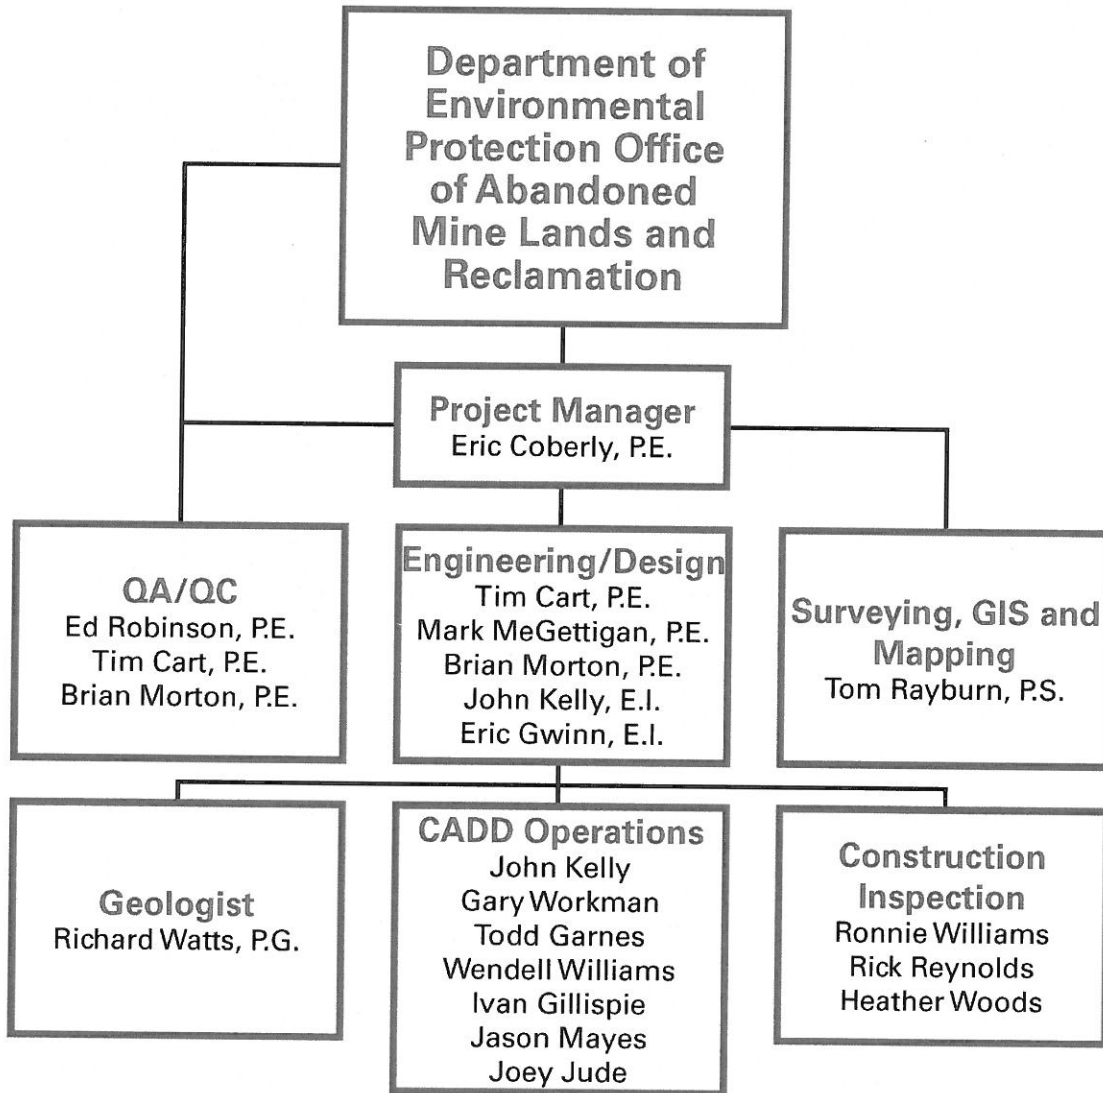 Department of
Environmental
Protection Office
of Abandoned
Mine Lands and
Reclamation
Project Manager
Eric Coberly, P.E.
QA/QC
Ed Robinson, P.E.
Tim Cart, P.E.
Brian Morton, P.E.
Engineering/Design
Tim Cart, P.E.
Mark MeGettigan, P.E.
Brian Morton, P.E.
John Kelly, E.I.
Eric Gwinn, E.I.
Surveying, GIS and
Mapping
Tom Rayburn, P.S.
Geologist
Richard Watts, P.G.
CADD Operations
John Kelly
Gary Workman
Todd Garnes
Wendell Williams
Ivan Gillispie
Jason Mayes
Joey Jude
Construction
Inspection
Ronnie Williams
Rick Reynolds
Heather Woods